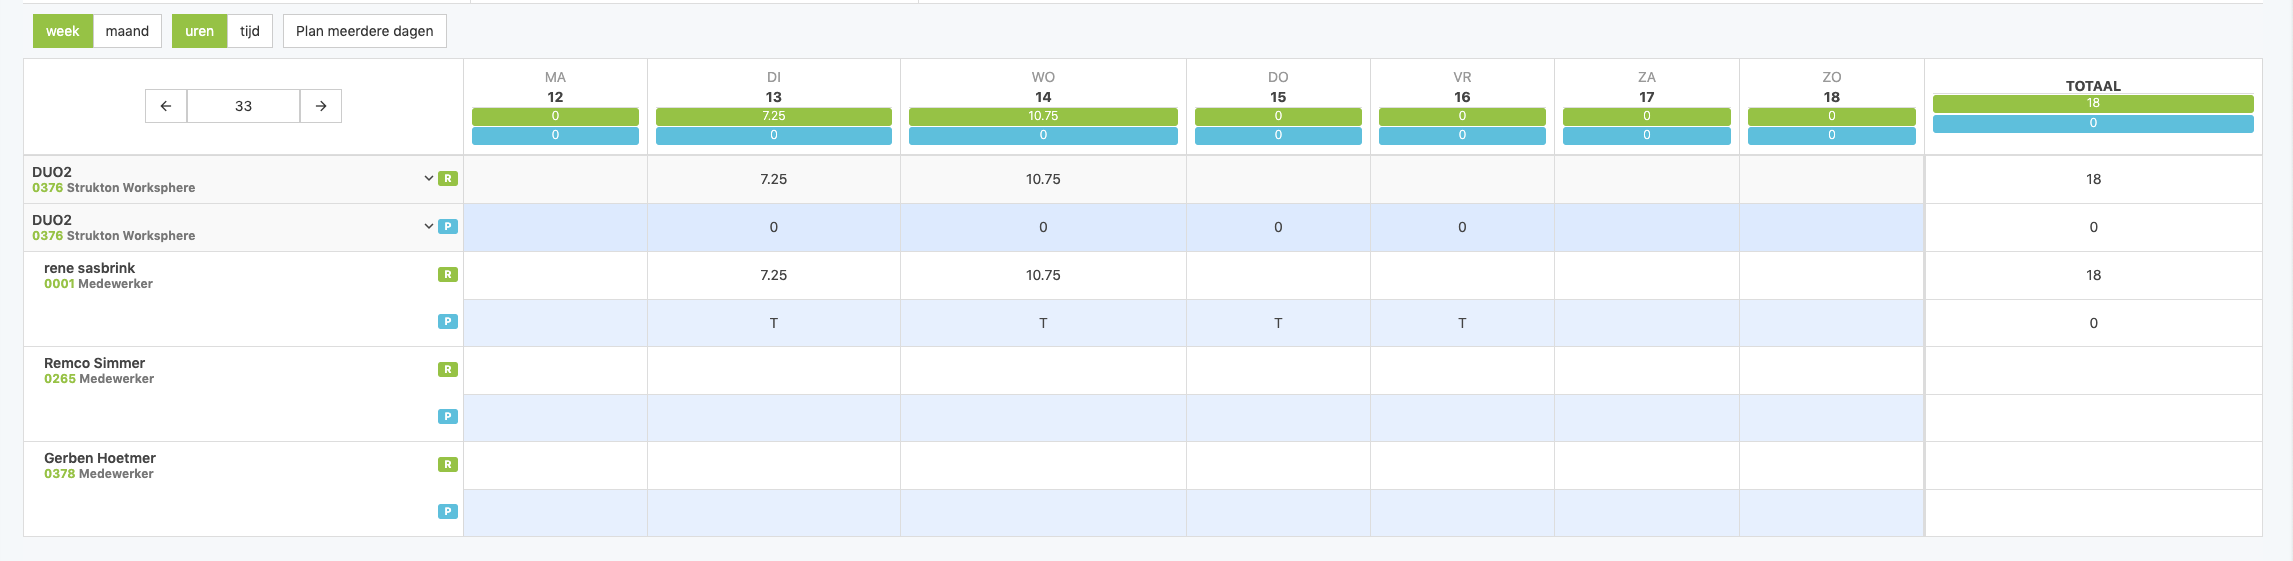 week maand uren tijd Plan meerdere dagen
MA DI WO DO VR ZA ZO
33 12 13 14 15 16 17 18 TOTAAL
0 7.25 10.75 0 0 0 0 18
0 0 0 0 0 0 0 0
DUO2 R 7.25 10.75 18
0376 Strukton Worksphere
DUO2 P 0 0 0 0 0
0376 Strukton Worksphere
rene sasbrink R 7.25 10.75 18
0001 Medewerker
P T T T T 0
Remco Simmer R
0265 Medewerker
P
Gerben Hoetmer R
0378 Medewerker
P